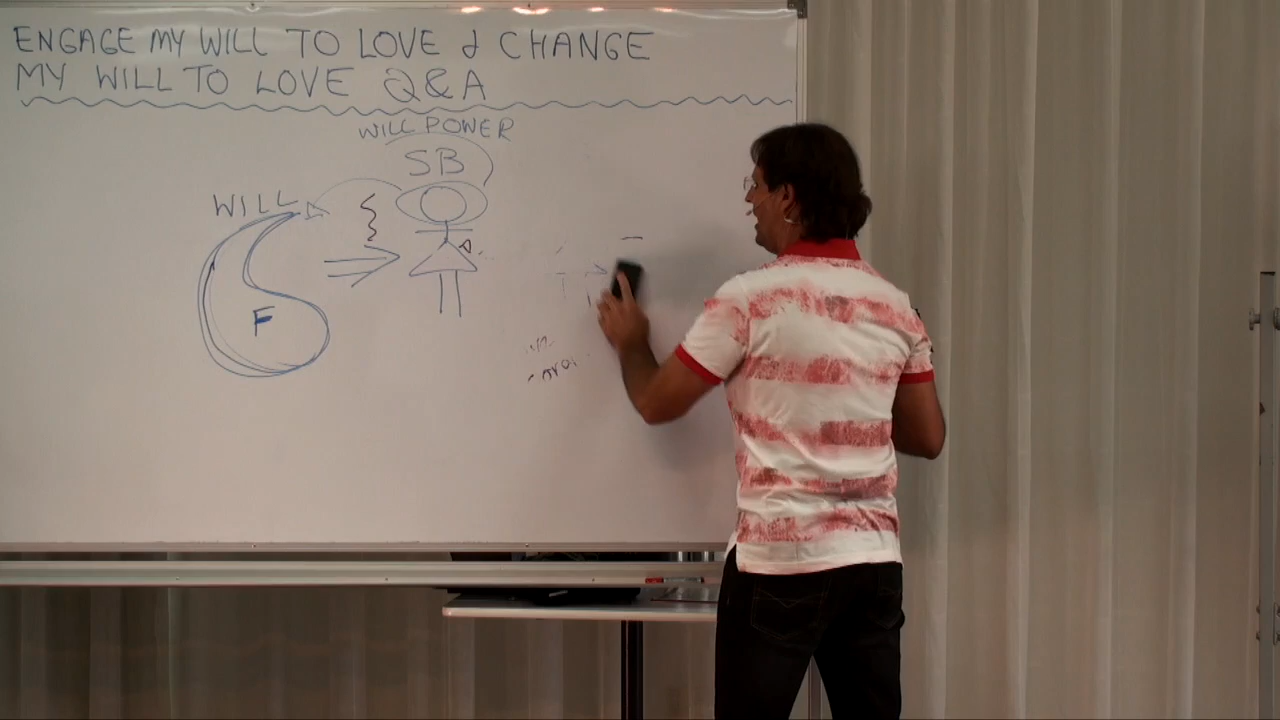 ENGAGE MY WILL TO LOVE & CHANGE
MY WILL TO LOVE Q&A
WILL POWER
SB
WILL
F